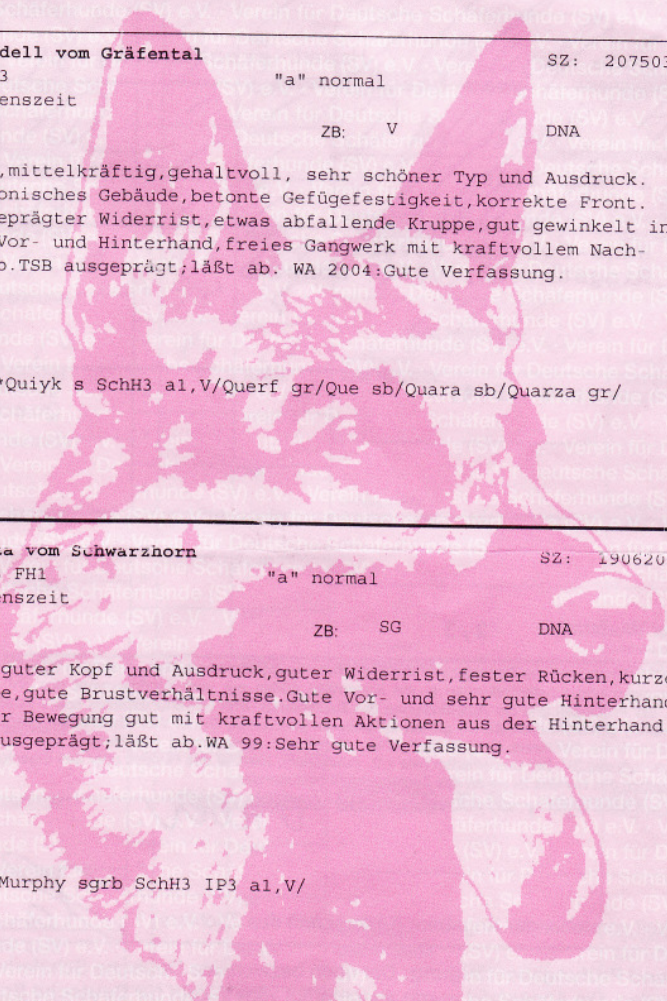 dell vom Gräfental SZ: 207503
3 "a" normal
enszeit
ZB: V DNA
,mittelkräftig,gehaltvoll, sehr schöner Typ und Ausdruck.
onisches Gebäude,betonte Gefügefestigkeit,korrekte Front.
eprägter Widerrist,etwas abfallende Kruppe,gut gewinkelt in
Vor- und Hinterhand,freies Gangwerk mit kraftvollem Nach-
b.TSB ausgeprägt;läßt ab. WA 2004:Gute Verfassung.
*Quiyk s SchH3 a1,V/Querf gr/Que sb/Quara sb/Quarza gr/
a vom Schwarzhorn SZ: 190620
FH1 "a" normal
enszeit
ZB: SG DNA
guter Kopf und Ausdruck,guter Widerrist,fester Rücken,kurze
e,gute Brustverhältnisse.Gute Vor- und sehr gute Hinterhand
r Bewegung gut mit kraftvollen Aktionen aus der Hinterhand
usgeprägt;läßt ab.WA 99:Sehr gute Verfassung.
Murphy sgrb SchH3 IP3 a1,V/